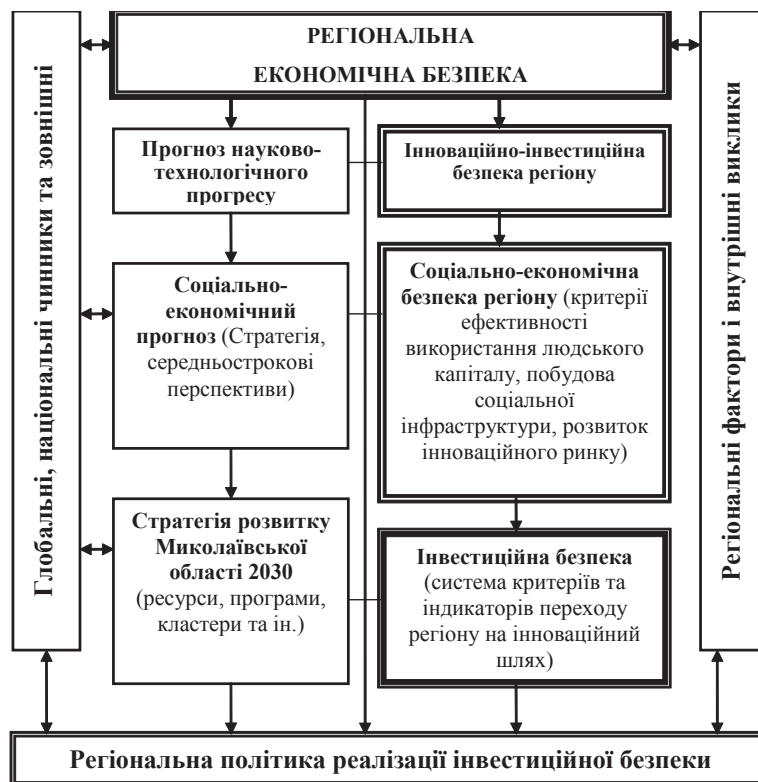 РЕГІОНАЛЬНА
ЕКОНОМІЧНА БЕЗПЕКА
Глобальні, національні чинники та зовнішні
Прогноз науково-
технологічного
прогресу
Інноваційно-інвестиційна
безпека регіону
Соціально-
економічний
прогноз (Стратегія,
середньострокові
перспективи)
Соціально-економічна
безпека регіону (критерії
ефективності
використання людського
капіталу, побудова
соціальної
інфраструктури, розвиток
інноваційного ринку)
Стратегія розвитку
Миколаївської
області 2030
(ресурси, програми,
кластери та ін.)
Інвестиційна безпека
(система критеріїв та
індикаторів переходу
регіону на інноваційний
шлях)
Регіональні фактори і внутрішні виклики
Регіональна політика реалізації інвестиційної безпеки